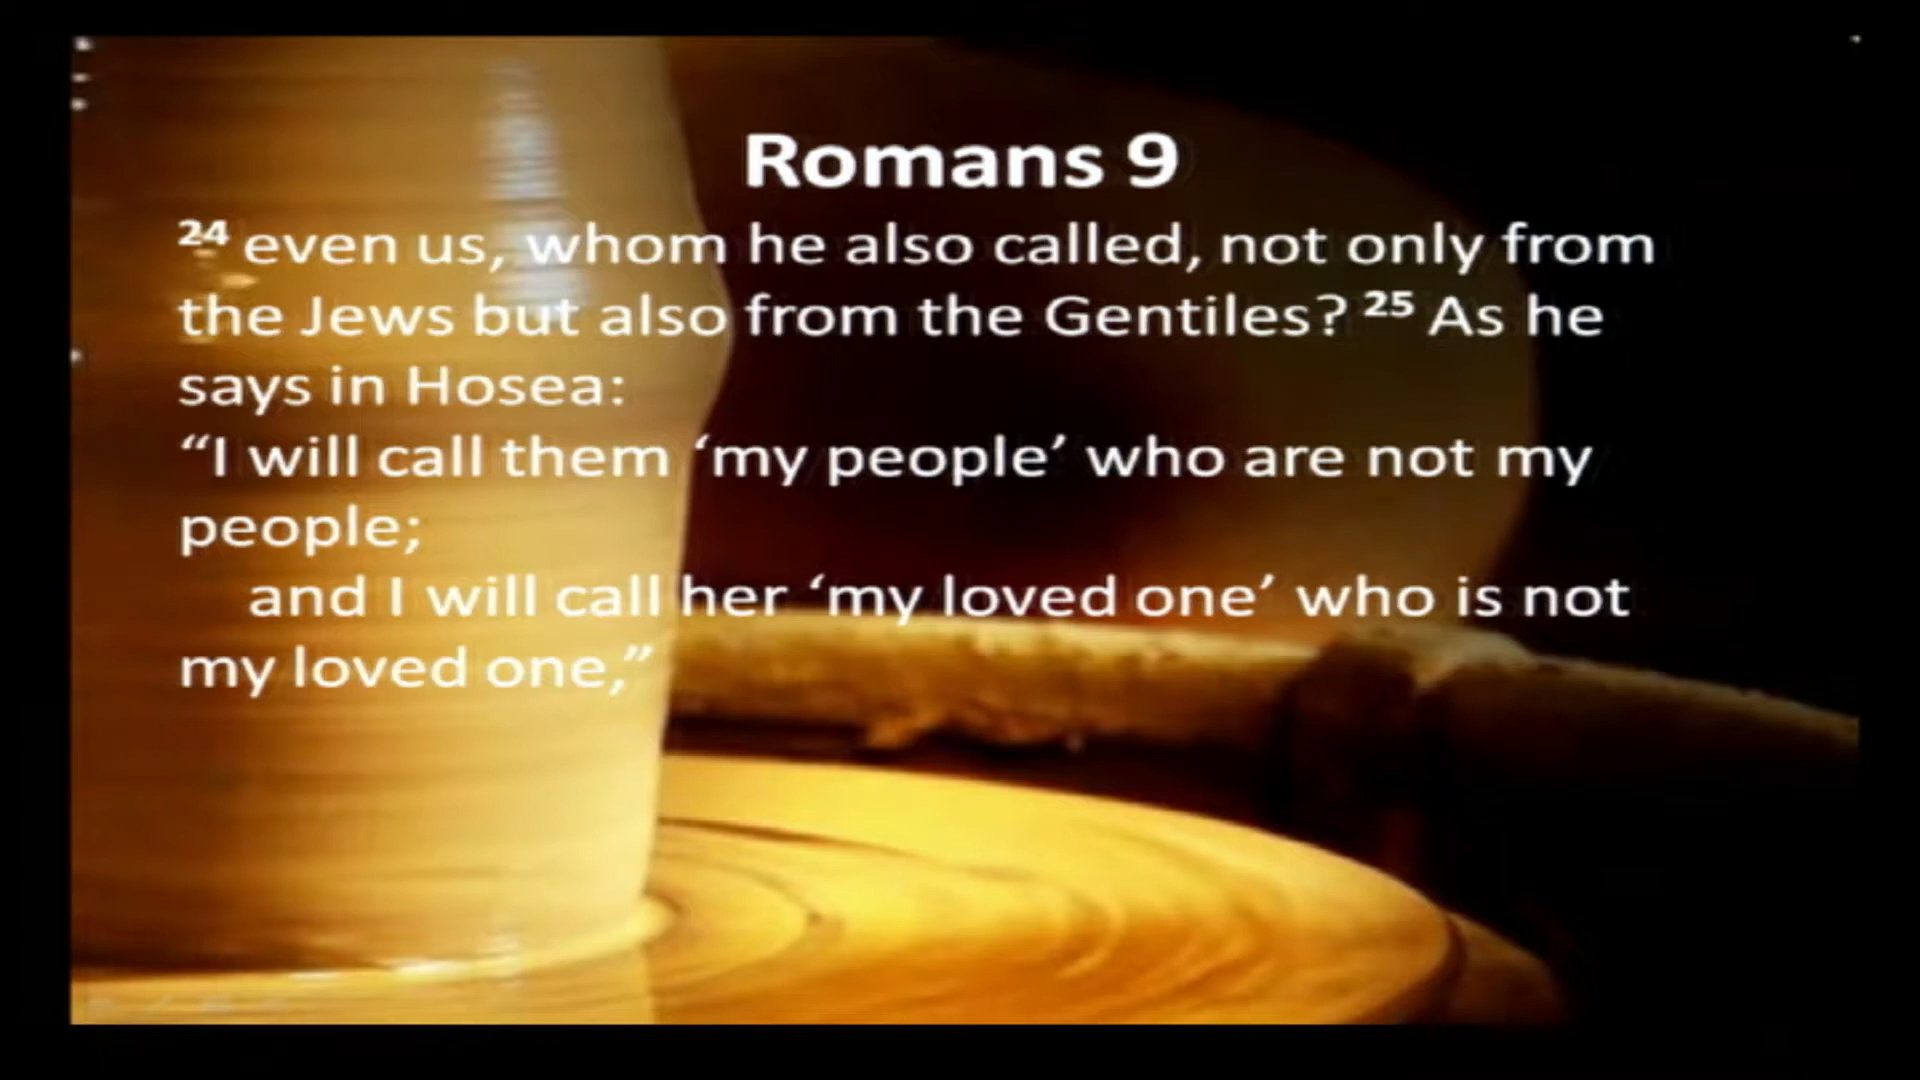 Romans 9
²⁴ even us, whom he also called, not only from
the Jews but also from the Gentiles? ²⁵ As he
says in Hosea:
“I will call them ‘my people’ who are not my
people;
and I will call her ‘my loved one’ who is not
my loved one,”